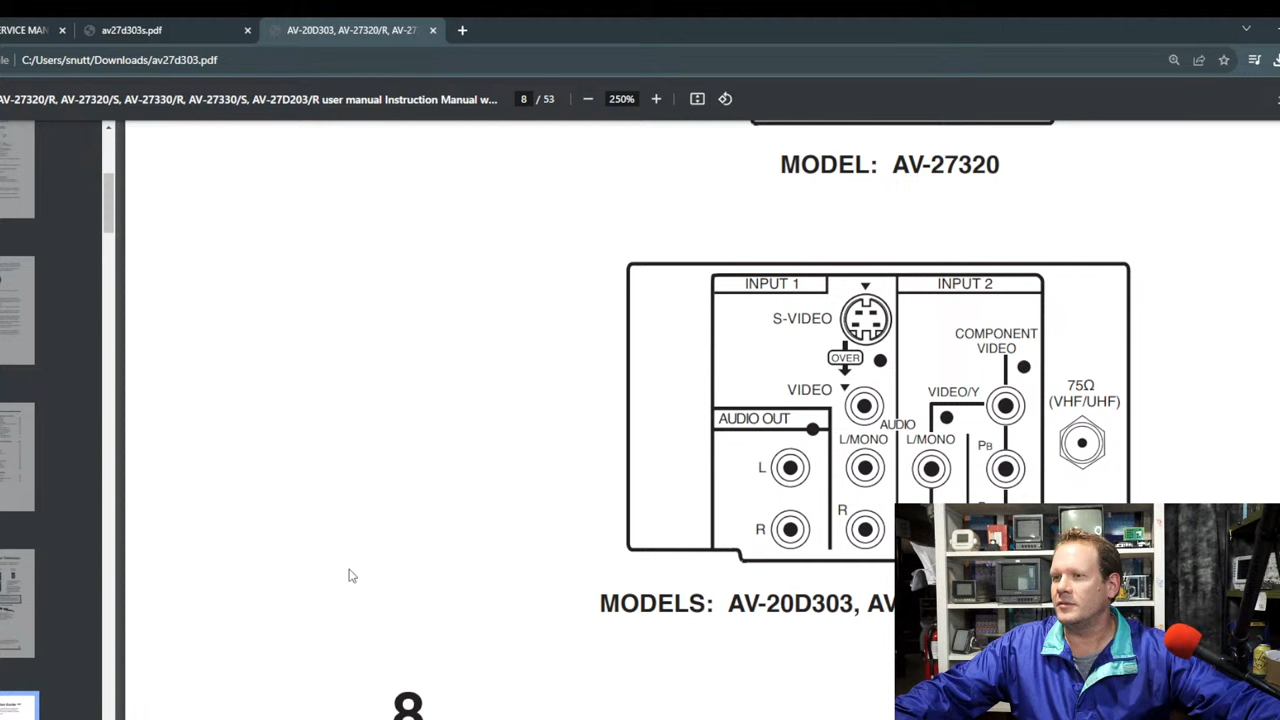 ERVICE MAN
av27d303s.pdf
AV-20D303, AV-27320/R, AV-27
le
C:/Users/snutt/Downloads/av27d303.pdf
AV-27320/R, AV-27320/S, AV-27330/R, AV-27330/S, AV-27D203/R user manual Instruction Manual w...
8 / 53
250%
MODEL: AV-27320
INPUT 1
INPUT 2
S-VIDEO
COMPONENT
VIDEO
OVER
VIDEO
VIDEO/Y
75Ω
(VHF/UHF)
AUDIO OUT
AUDIO
L/MONO
L/MONO
PB
L
R
R
MODELS: AV-20D303, AV
8